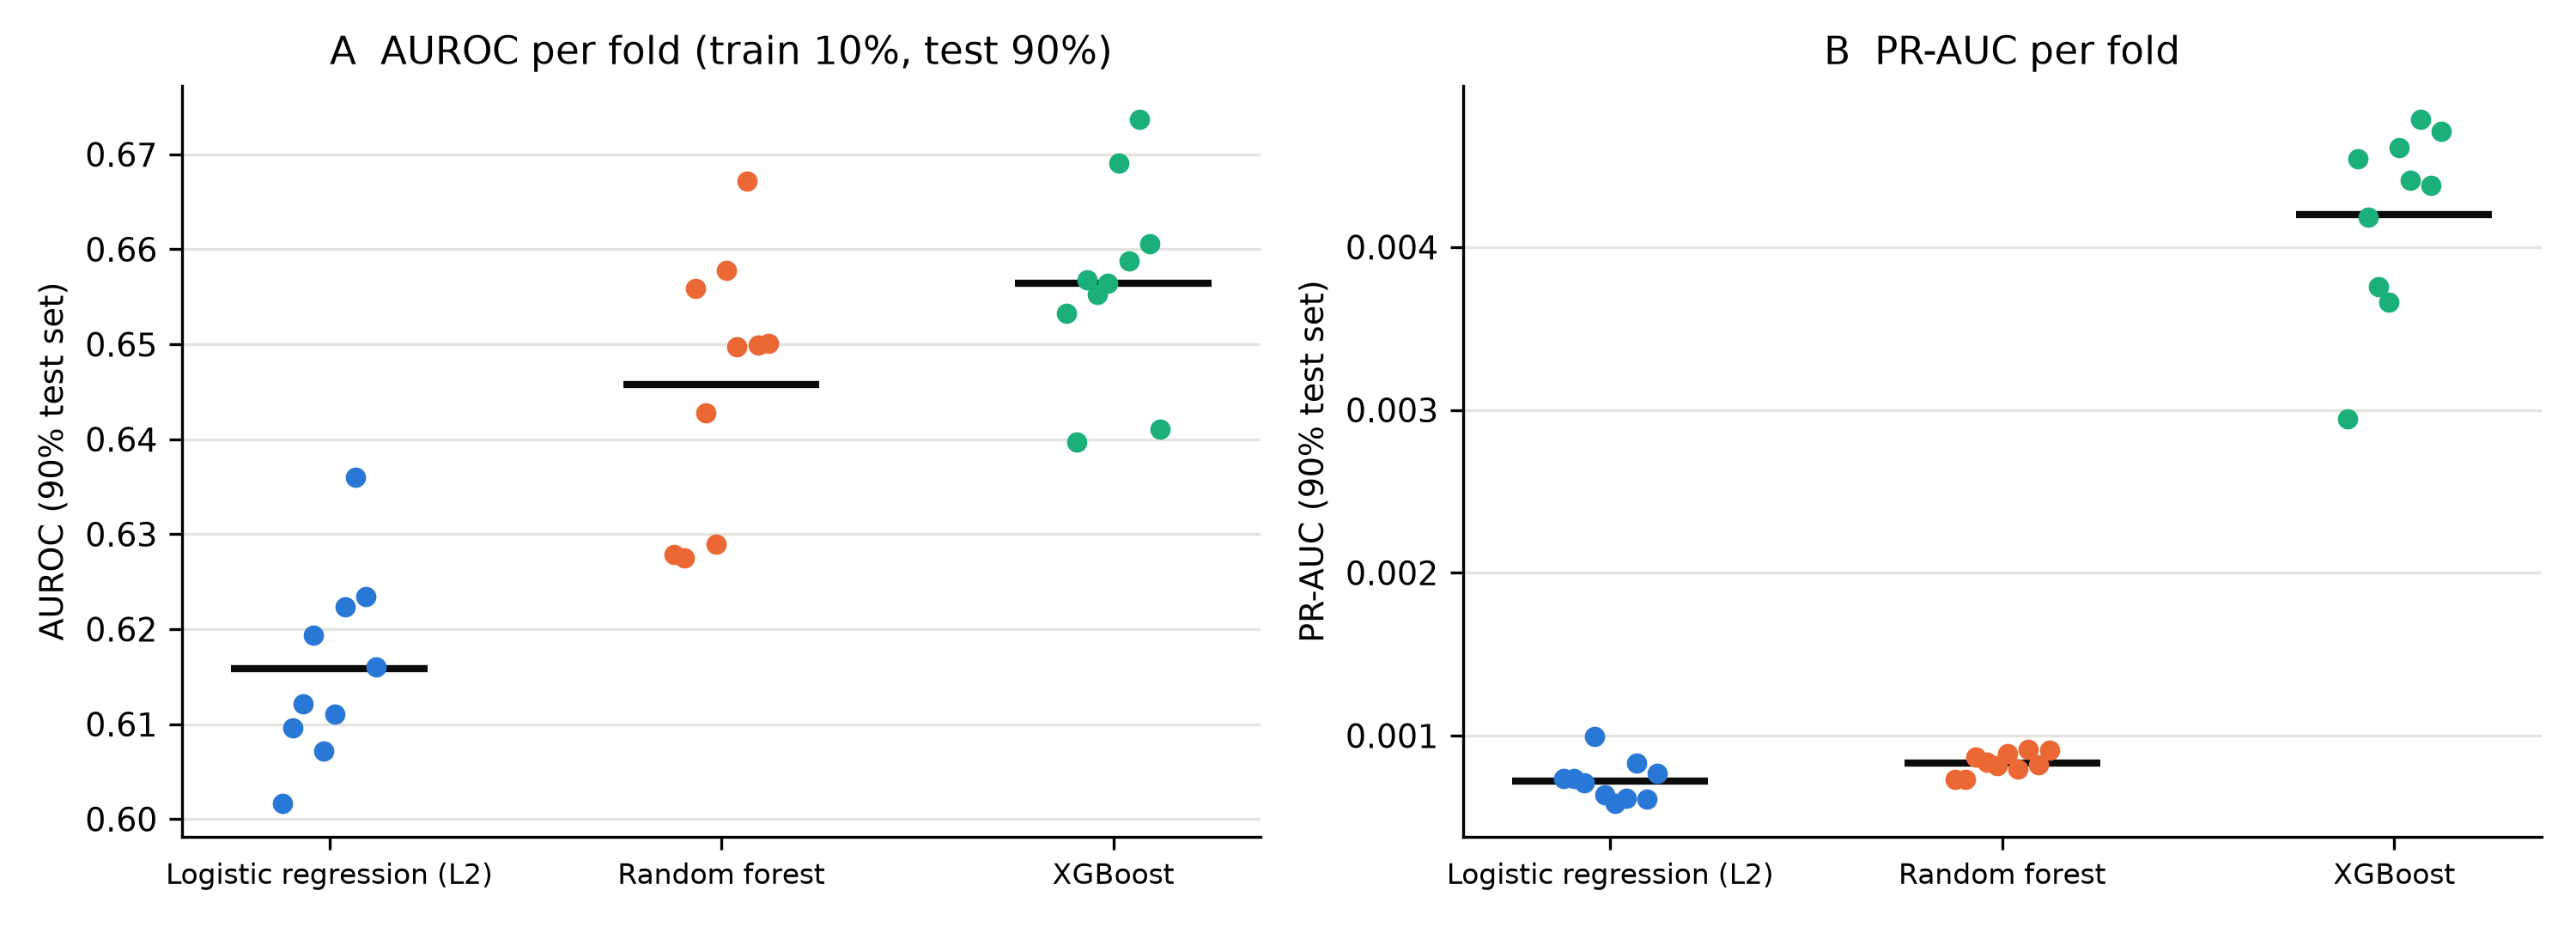 A  AUROC per fold (train 10%, test 90%)
AUROC (90% test set)
0.67
0.66
0.65
0.64
0.63
0.62
0.61
0.60
Logistic regression (L2)
Random forest
XGBoost
B  PR-AUC per fold
PR-AUC (90% test set)
0.004
0.003
0.002
0.001
Logistic regression (L2)
Random forest
XGBoost